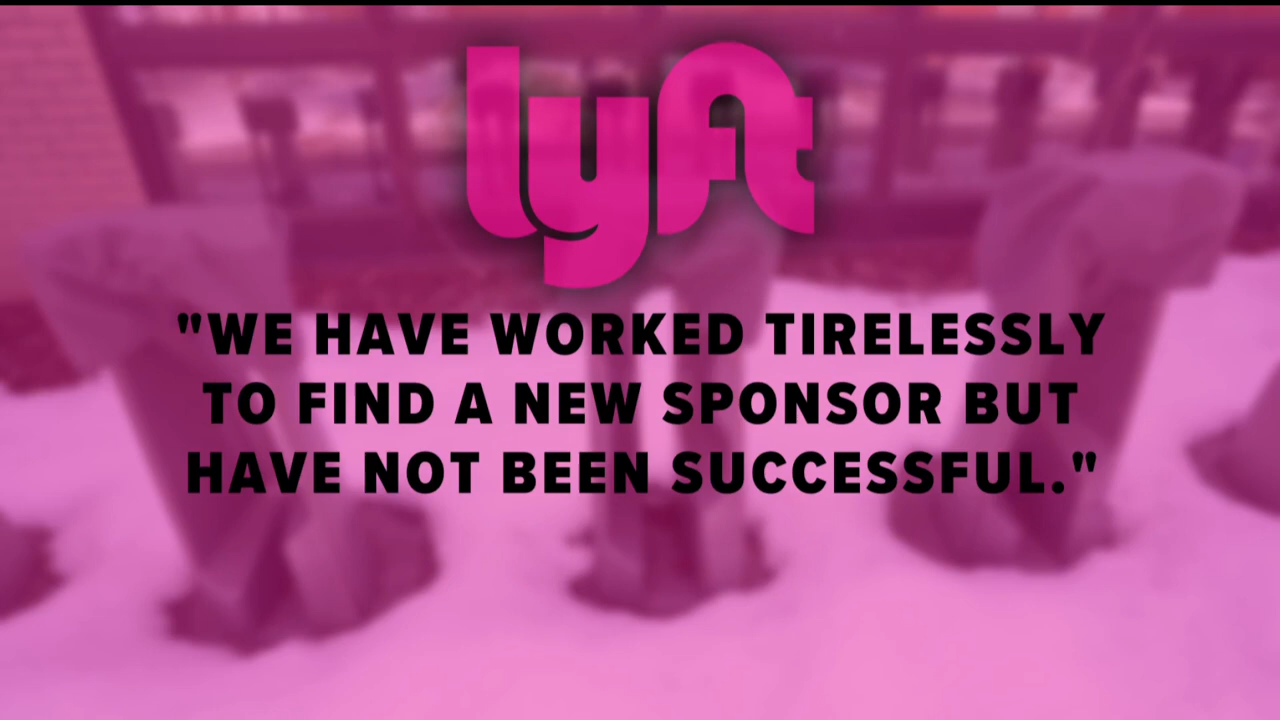 lyft
"WE HAVE WORKED TIRELESSLY
TO FIND A NEW SPONSOR BUT
HAVE NOT BEEN SUCCESSFUL."